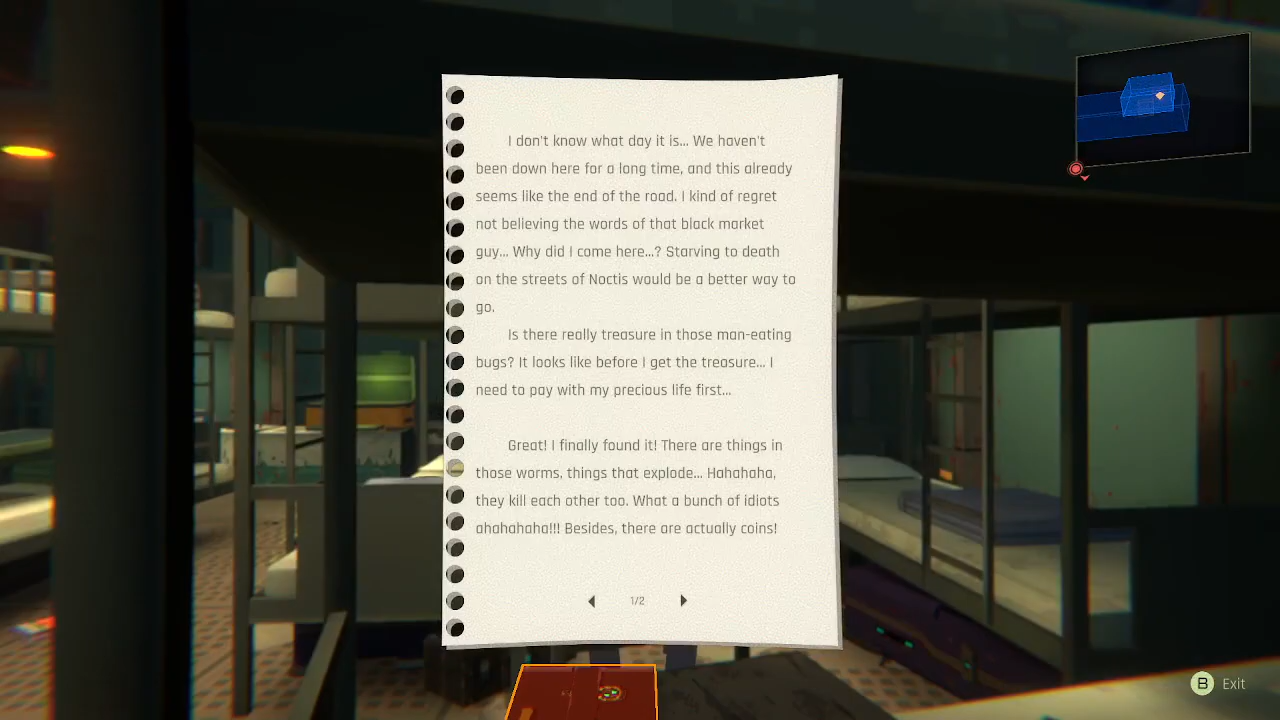 I don't know what day it is... We haven't
been down here for a long time, and this already
seems like the end of the road. I kind of regret
not believing the words of that black market
guy... Why did I come here...? Starving to death
on the streets of Noctis would be a better way to
go.
Is there really treasure in those man-eating
bugs? It looks like before I get the treasure... I
need to pay with my precious life first...
Great! I finally found it! There are things in
those worms, things that explode... Hahahaha,
they kill each other too. What a bunch of idiots
ahahahaha!!! Besides, there are actually coins!
1/2
B Exit